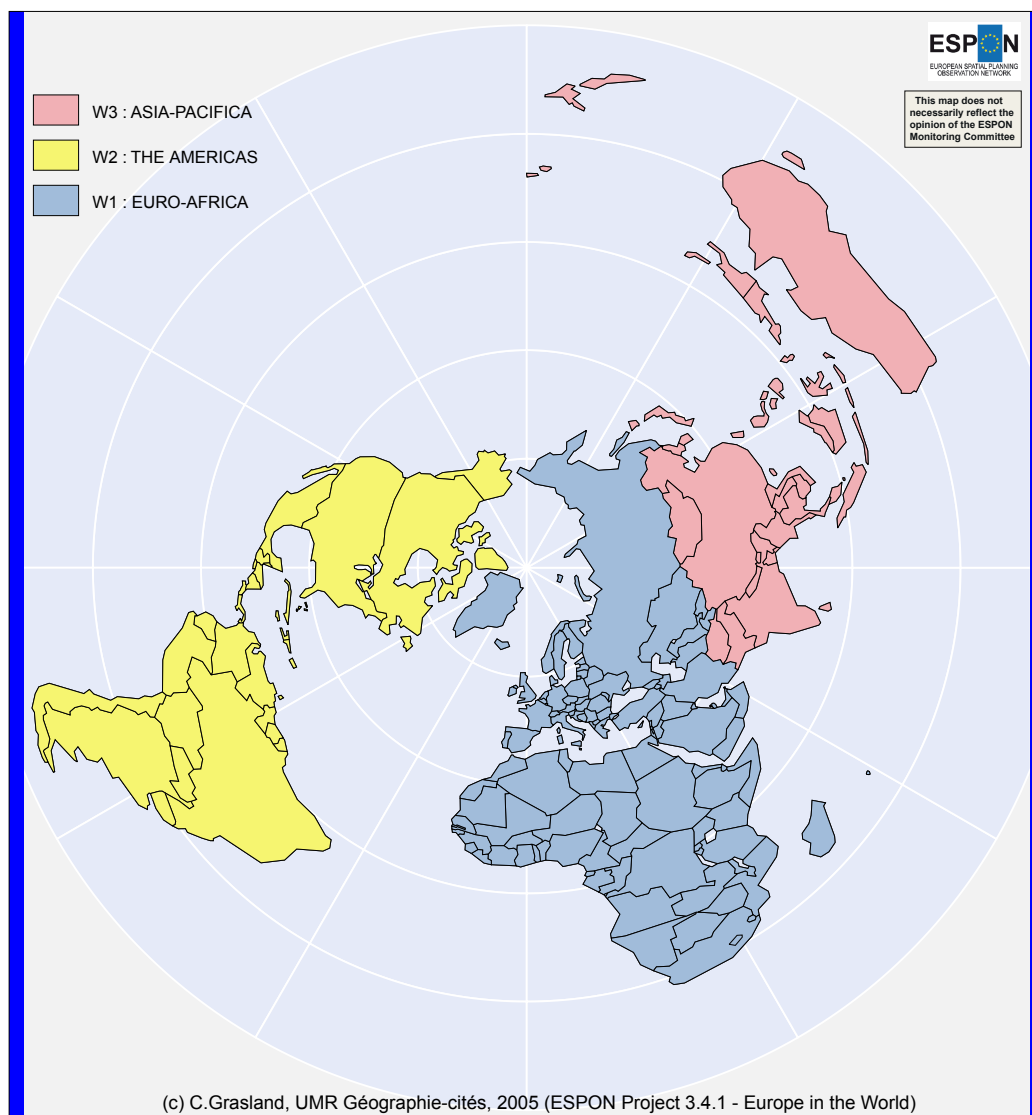 ESPON
EUROPEAN SPATIAL PLANNING
OBSERVATION NETWORK
This map does not
necessarily reflect the
opinion of the ESPON
Monitoring Committee
W3 : ASIA-PACIFICA
W2 : THE AMERICAS
W1 : EURO-AFRICA
(c) C.Grasland, UMR Géographie-cités, 2005 (ESPON Project 3.4.1 - Europe in the World)